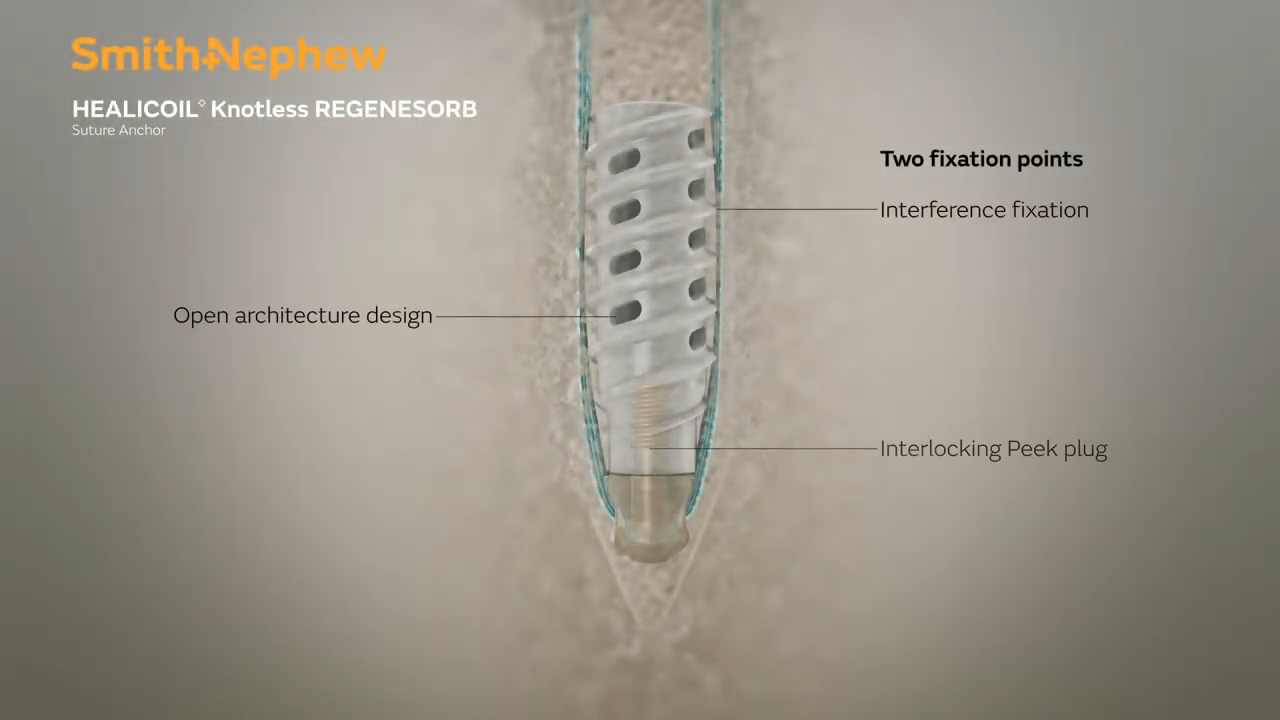 Smith+Nephew
HEALICOIL◊ Knotless REGENESORB
Suture Anchor
Two fixation points
Interference fixation
Open architecture design
Interlocking Peek plug